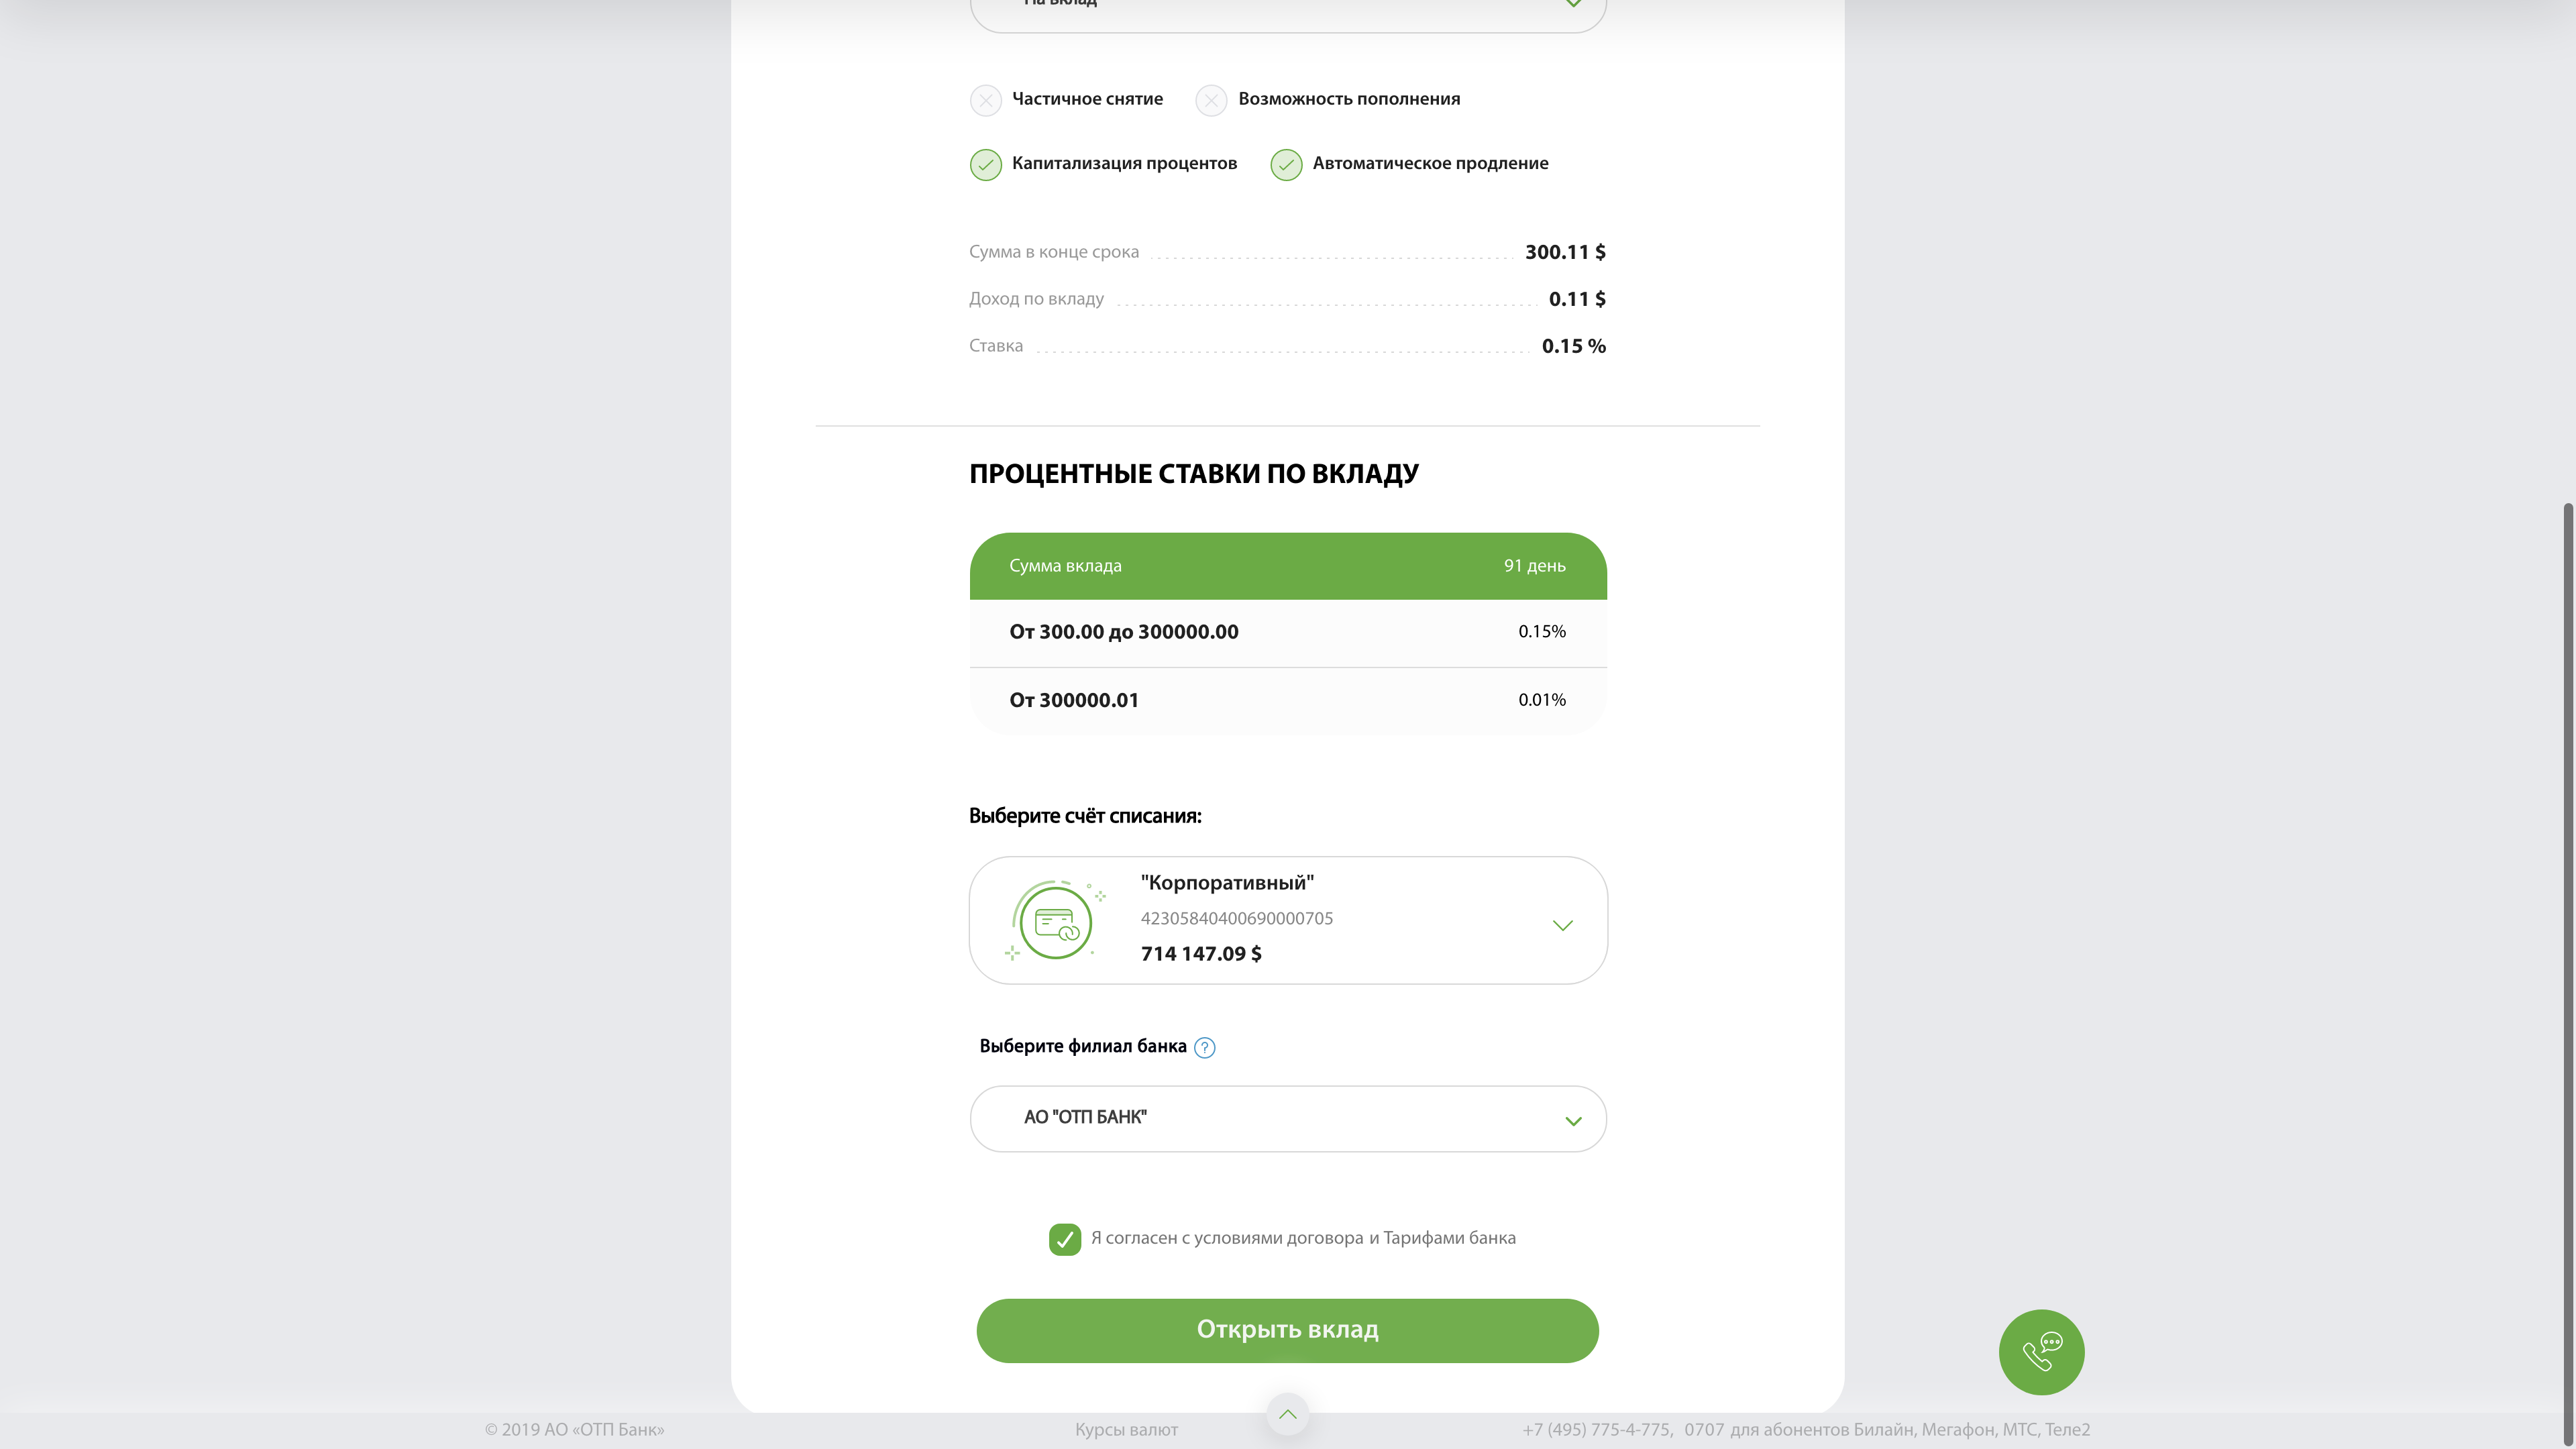 На вклад
Частичное снятие Возможность пополнения
Капитализация процентов Автоматическое продление
Сумма в конце срока 300.11 $
Доход по вкладу 0.11 $
Ставка 0.15 %
ПРОЦЕНТНЫЕ СТАВКИ ПО ВКЛАДУ
Сумма вклада 91 день
От 300.00 до 300000.00 0.15%
От 300000.01 0.01%
Выберите счёт списания:
"Корпоративный"
42305840400690000705
714 147.09 $
Выберите филиал банка ?
АО "ОТП БАНК"
Я согласен с условиями договора и Тарифами банка
Открыть вклад
© 2019 АО «ОТП Банк» Курсы валют +7 (495) 775-4-775, 0707 для абонентов Билайн, Мегафон, МТС, Теле2